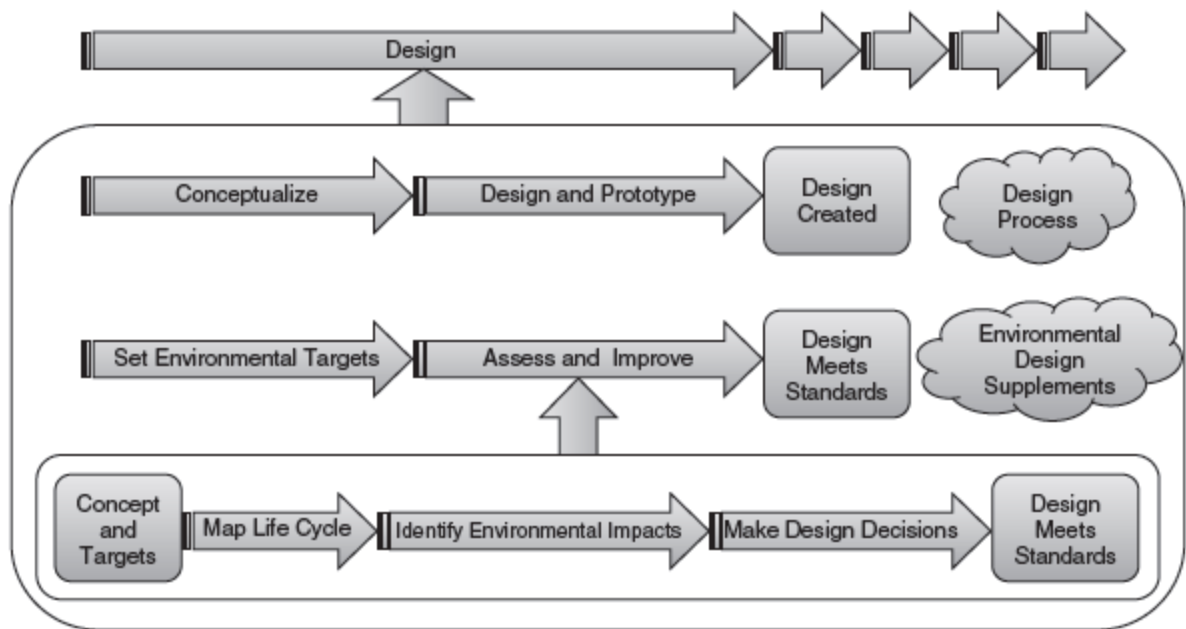 Design
Conceptualize
Design and Prototype
Design
Created
Design
Process
Set Environmental Targets
Assess and Improve
Design
Meets
Standards
Environmental
Design
Supplements
Concept
and
Targets
Map Life Cycle
Identify Environmental Impacts
Make Design Decisions
Design
Meets
Standards